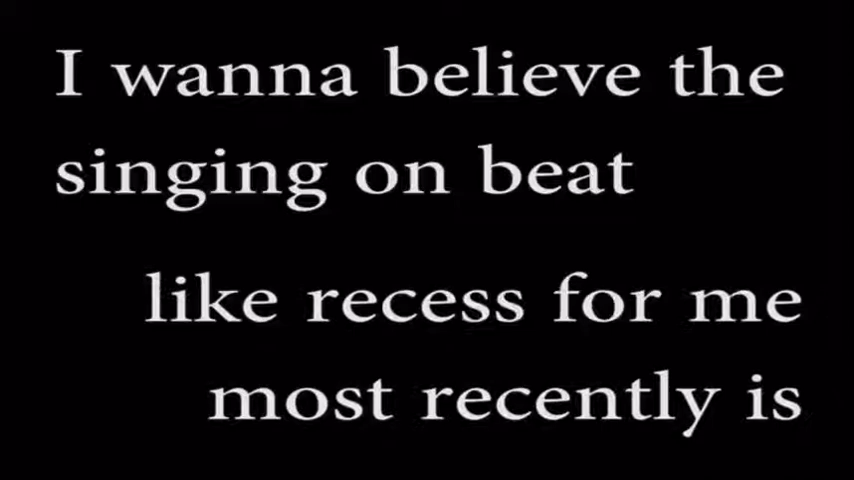 I wanna believe the
singing on beat
like recess for me
most recently is